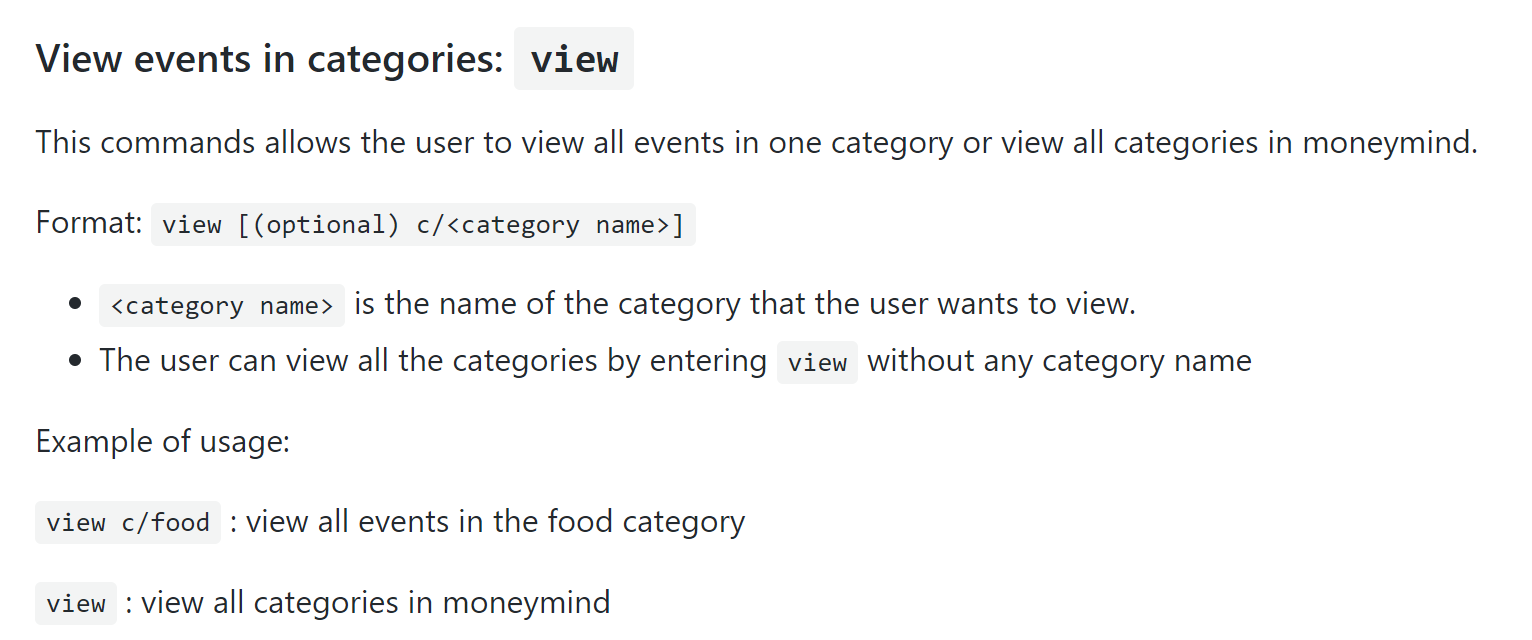 View events in categories: view
This commands allows the user to view all events in one category or view all categories in moneymind.
Format: view [(optional) c/<category name>]
• <category name> is the name of the category that the user wants to view.
• The user can view all the categories by entering view without any category name
Example of usage:
view c/food : view all events in the food category
view : view all categories in moneymind